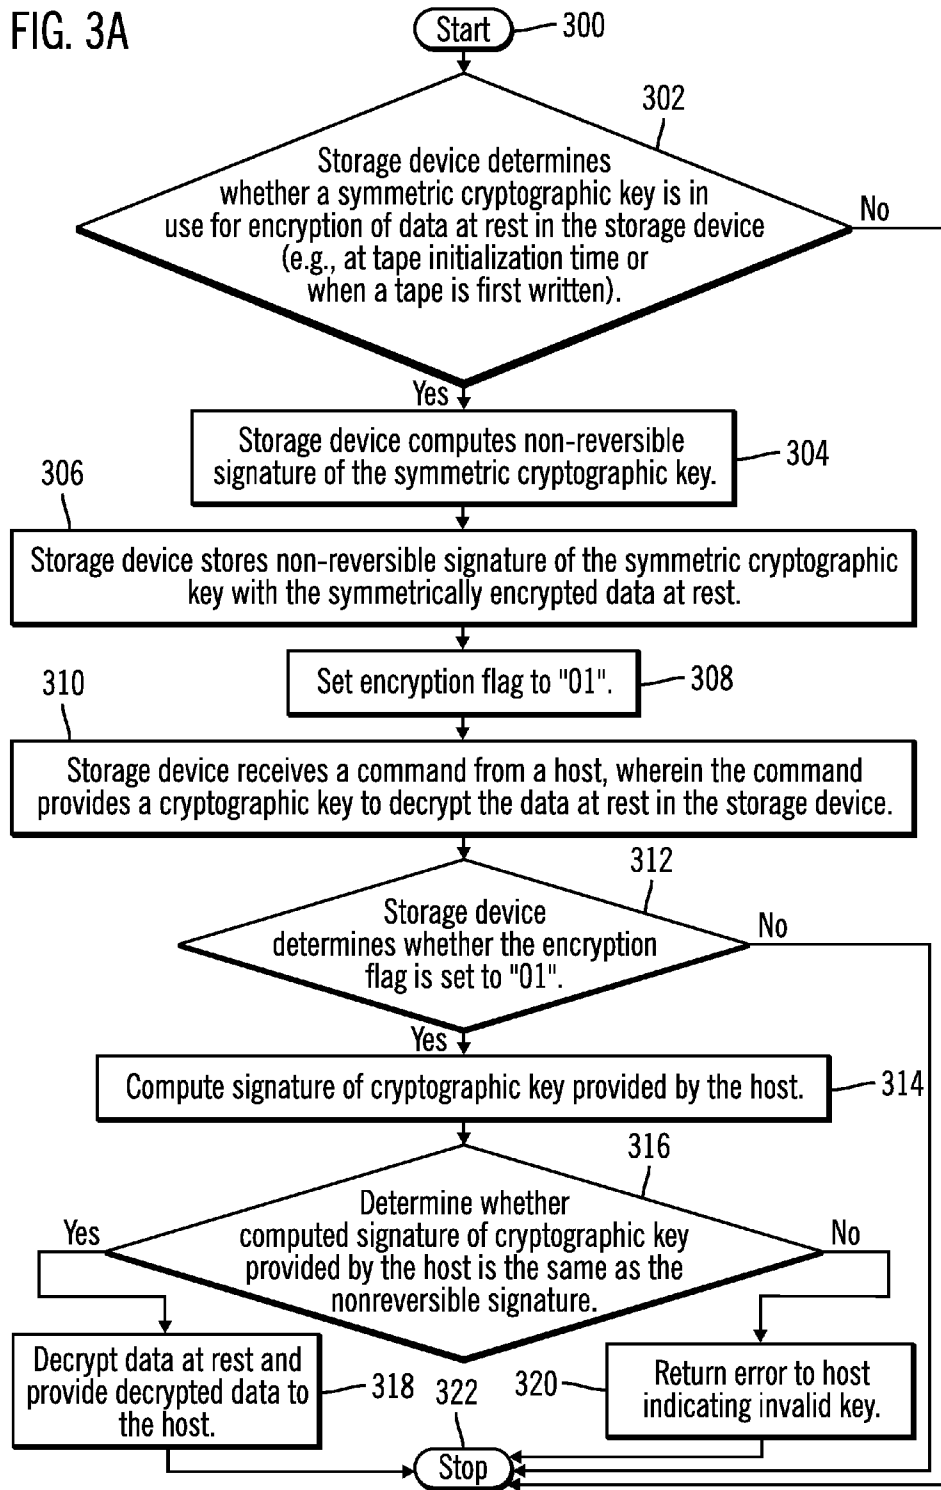 FIG. 3A
Start
300
302
Storage device determines
whether a symmetric cryptographic key is in
use for encryption of data at rest in the storage device
(e.g., at tape initialization time or
when a tape is first written).
No
Yes
Storage device computes non-reversible
signature of the symmetric cryptographic key.
304
306
Storage device stores non-reversible signature of the symmetric cryptographic
key with the symmetrically encrypted data at rest.
Set encryption flag to "01".
308
310
Storage device receives a command from a host, wherein the command
provides a cryptographic key to decrypt the data at rest in the storage device.
312
Storage device
determines whether the encryption
flag is set to "01".
No
Yes
Compute signature of cryptographic key provided by the host.
314
316
Determine whether
computed signature of cryptographic key
provided by the host is the same as the
nonreversible signature.
Yes
No
Decrypt data at rest and
provide decrypted data to
the host.
318
322
320
Return error to host
indicating invalid key.
Stop